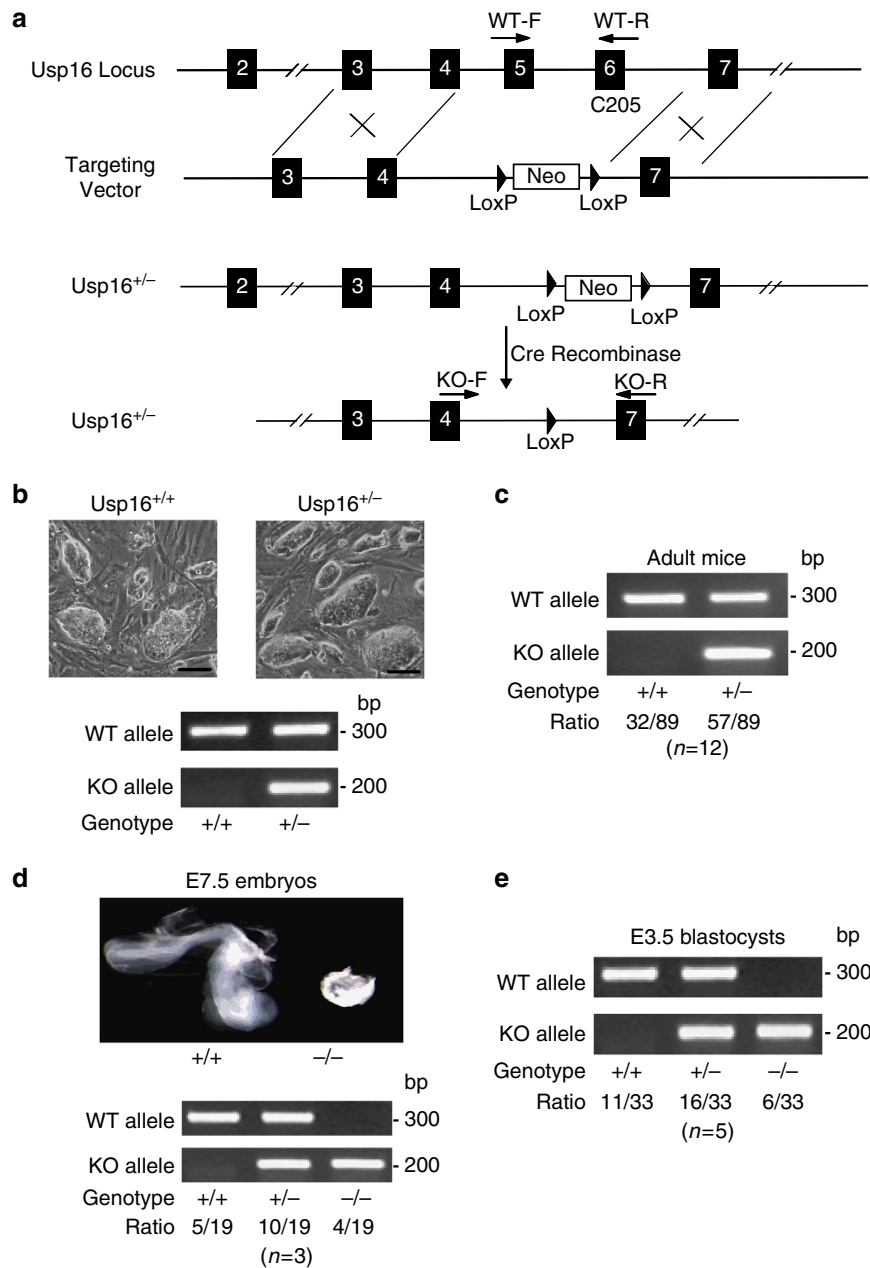 a
WT-F WT-R
Usp16 Locus 2 3 4 5 6 7
C205
Targeting Vector 3 4 Neo 7
LoxP LoxP
Usp16+/– 2 3 4 Neo 7
LoxP LoxP
Cre Recombinase
KO-F KO-R
Usp16+/– 3 4 7
LoxP
b
Usp16+/+ Usp16+/–
bp
WT allele - 300
KO allele - 200
Genotype +/+ +/–
c
Adult mice bp
WT allele - 300
KO allele - 200
Genotype +/+ +/–
Ratio 32/89 57/89
(n=12)
d
E7.5 embryos
+/+ –/–
bp
WT allele - 300
KO allele - 200
Genotype +/+ +/– –/–
Ratio 5/19 10/19 4/19
(n=3)
e
E3.5 blastocysts bp
WT allele - 300
KO allele - 200
Genotype +/+ +/– –/–
Ratio 11/33 16/33 6/33
(n=5)